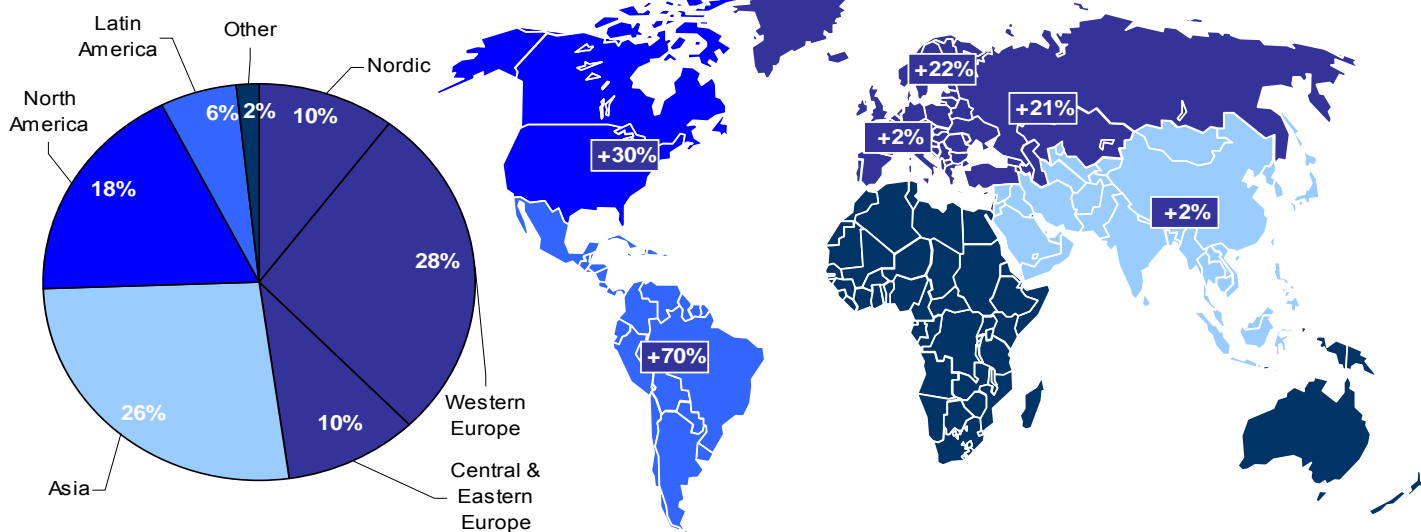 Latin
America
Other
Nordic
North
America
6%
2%
10%
18%
28%
26%
10%
Western
Europe
Asia
Central &
Eastern
Europe
+22%
+21%
+2%
+30%
+2%
+70%